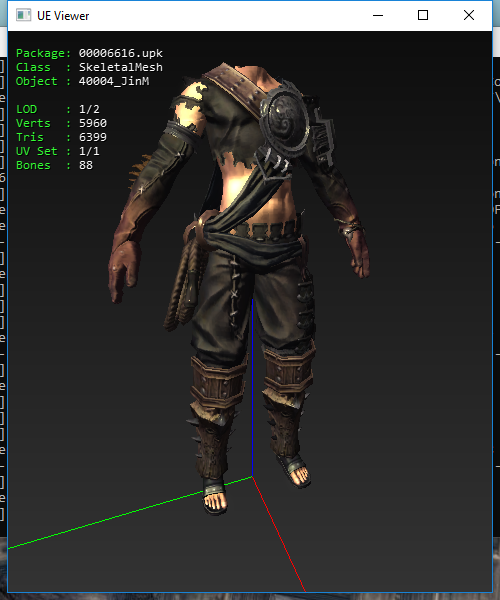 UE Viewer
Package: 00006616.upk
Class : SkeletalMesh
Object : 40004_JinM
LOD : 1/2
Verts : 5960
Tris : 6399
UV Set : 1/1
Bones : 88